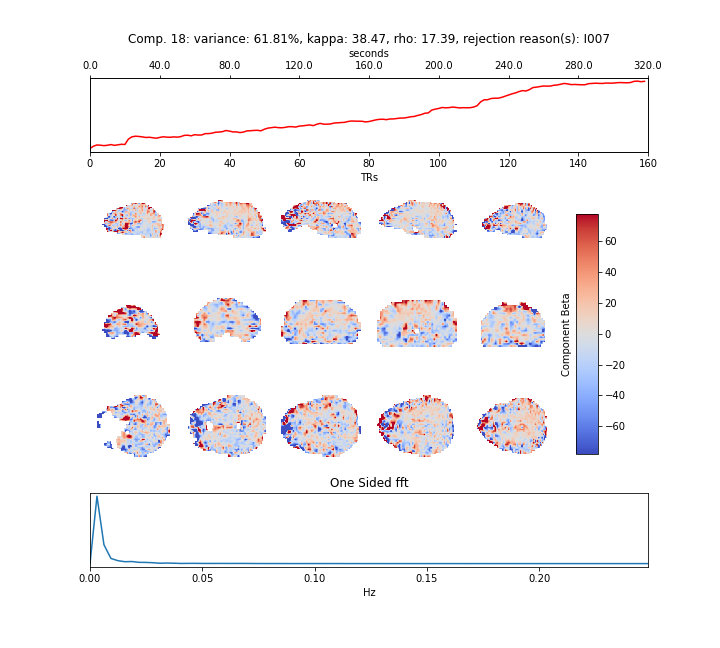 Comp. 18: variance: 61.81%, kappa: 38.47, rho: 17.39, rejection reason(s): I007
seconds
0.0 40.0 80.0 120.0 160.0 200.0 240.0 280.0 320.0
0 20 40 60 80 100 120 140 160
TRs
60
40
20
0
−20
−40
−60
Component Beta
One Sided fft
0.00 0.05 0.10 0.15 0.20
Hz